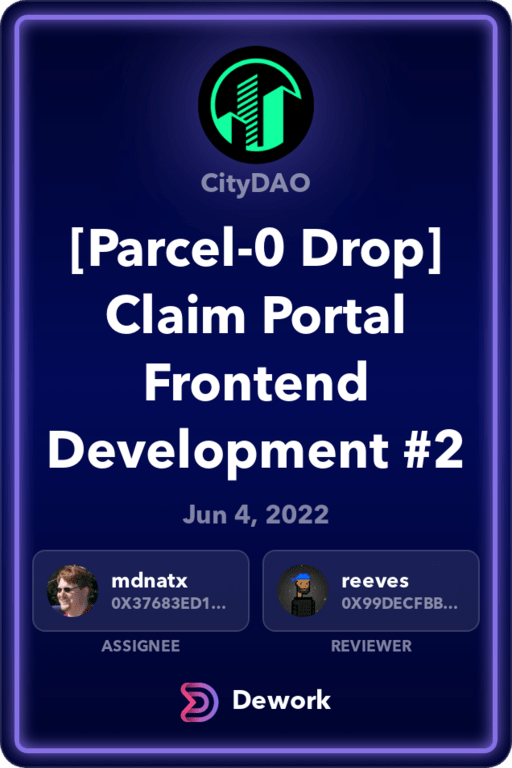 CityDAO
[Parcel-0 Drop]
Claim Portal
Frontend
Development #2
Jun 4, 2022
mdnatx
0X37683ED1...
ASSIGNEE
reeves
0X99DECFBB...
REVIEWER
Dework